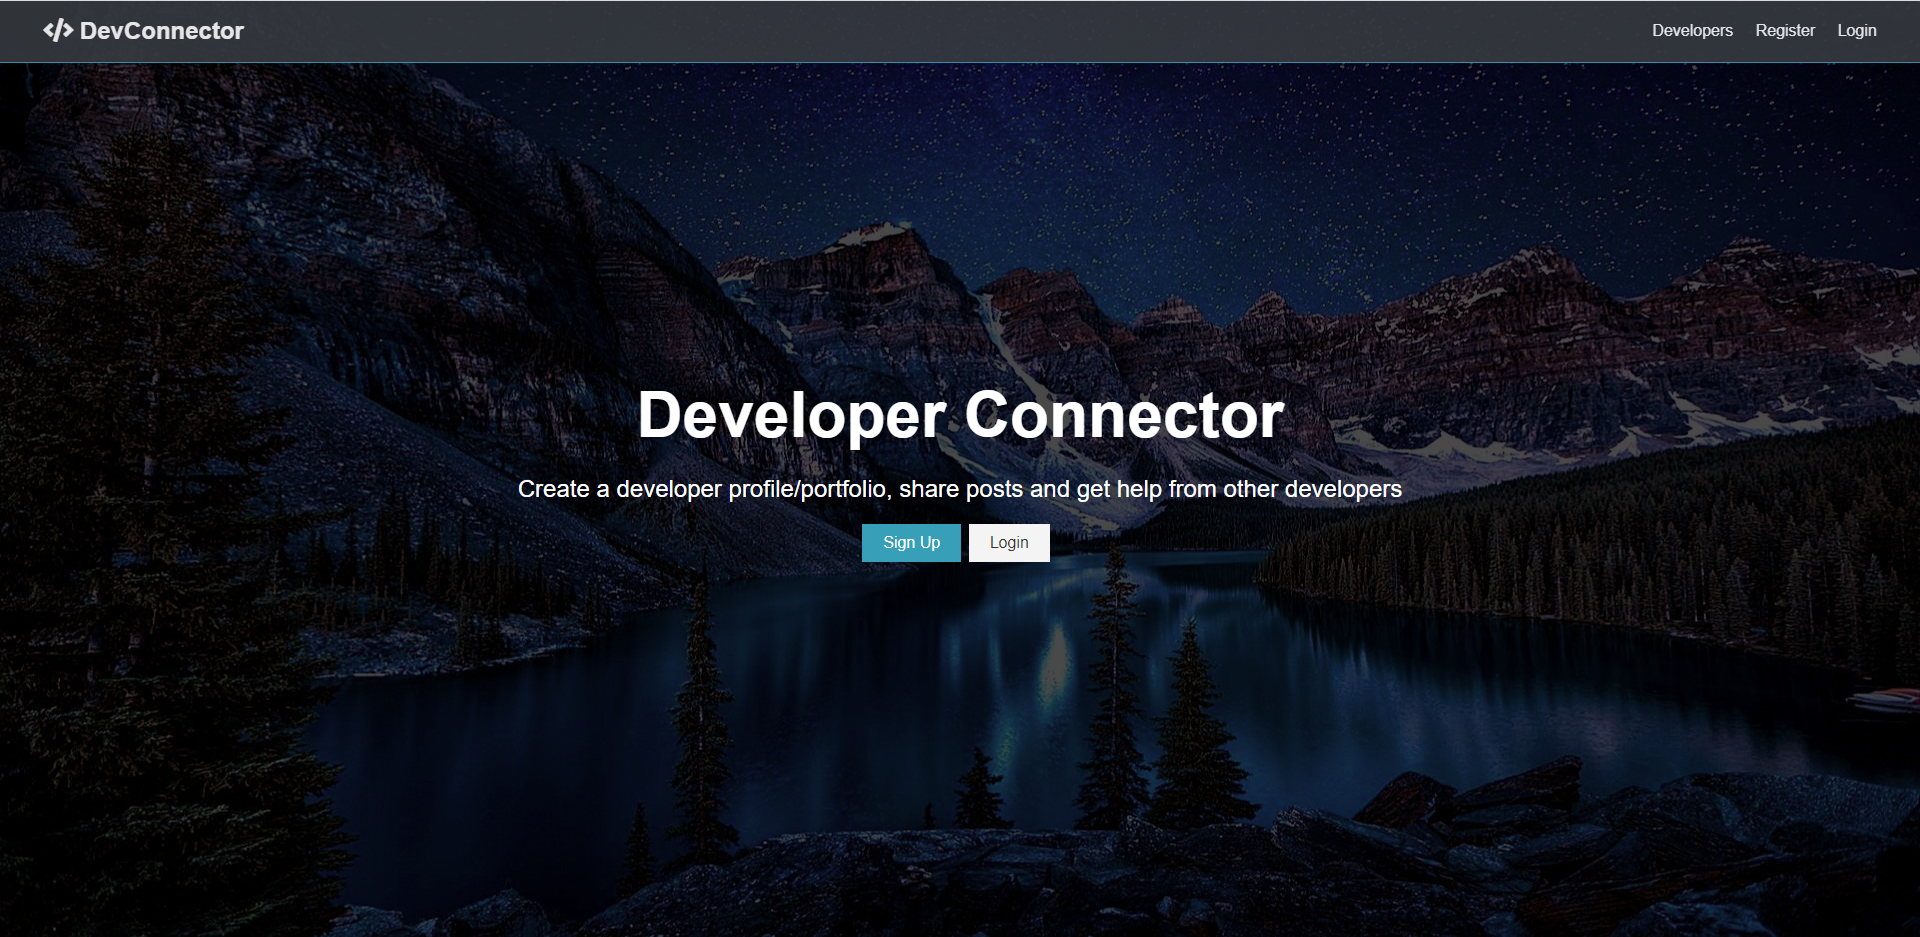 DevConnector
Developers Register Login
Developer Connector
Create a developer profile/portfolio, share posts and get help from other developers
Sign Up Login